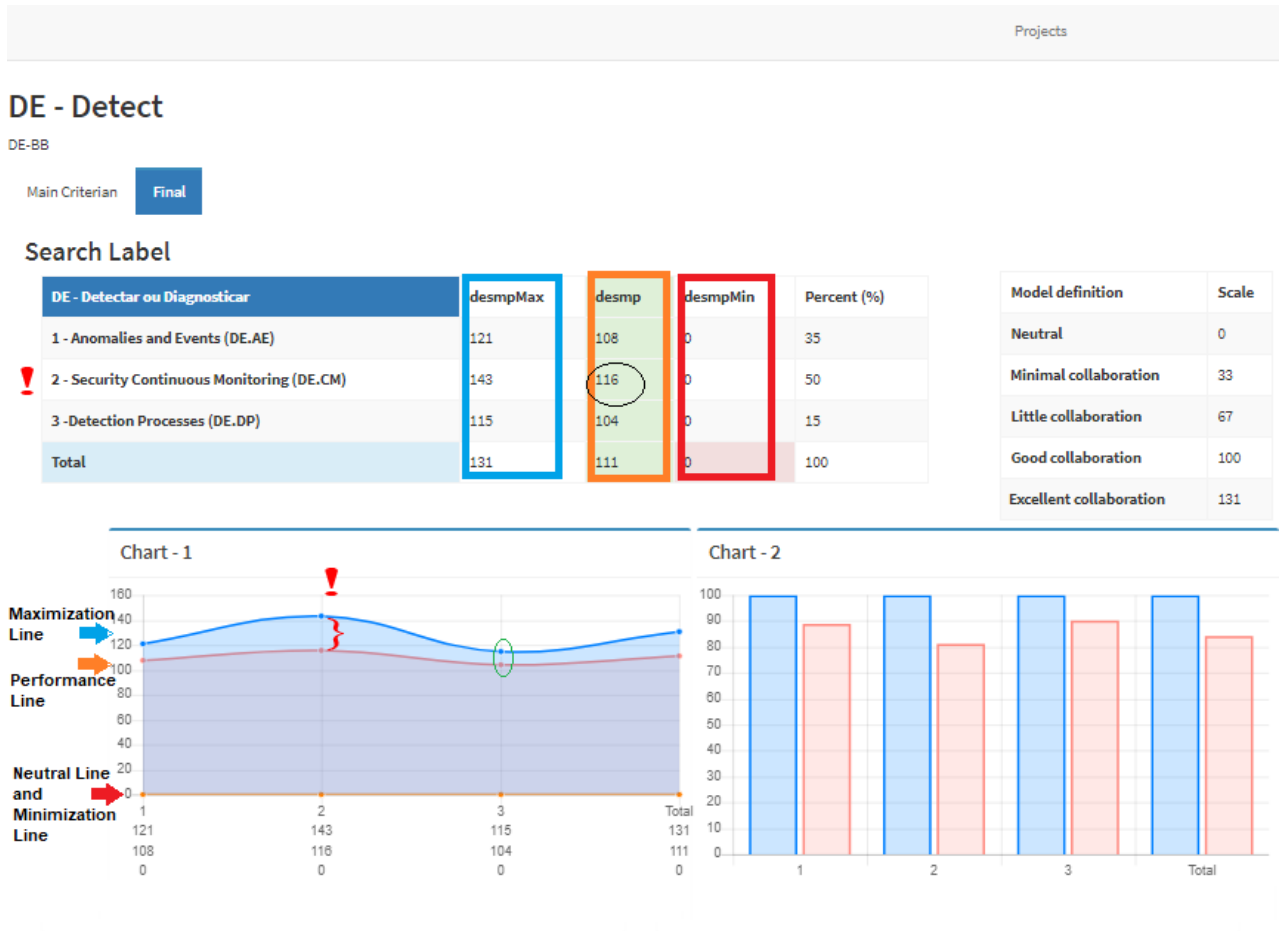 Projects
DE - Detect
DE-BB
Main Criterian Final
Search Label
DE - Detectar ou Diagnosticar desmpMax desmp desmpMin Percent (%)
1 - Anomalies and Events (DE.AE) 121 108 0 35
! 2 - Security Continuous Monitoring (DE.CM) 143 116 0 50
3 -Detection Processes (DE.DP) 115 104 0 15
Total 131 111 0 100
Model definition Scale
Neutral 0
Minimal collaboration 33
Little collaboration 67
Good collaboration 100
Excellent collaboration 131
Chart - 1
!
Maximization
Line
Performance
Line
Neutral Line
and
Minimization
Line
160
140
120
100
80
60
40
20
0
1 2 3 Total
121 143 115 131
108 116 104 111
0 0 0 0
Chart - 2
100
90
80
70
60
50
40
30
20
10
0
1 2 3 Total